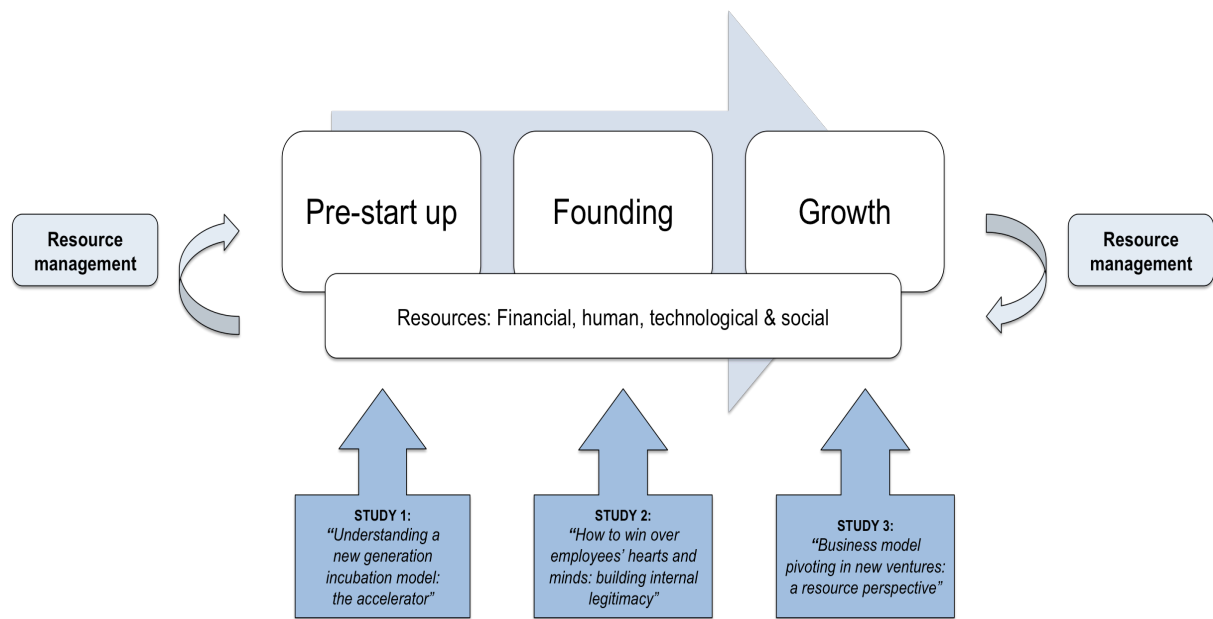 Pre-start up
Founding
Growth
Resource
management
Resource
management
Resources: Financial, human, technological & social
STUDY 1:
“Understanding a
new generation
incubation model:
the accelerator”
STUDY 2:
“How to win over
employees’ hearts and
minds: building internal
legitimacy”
STUDY 3:
“Business model
pivoting in new ventures:
a resource perspective”